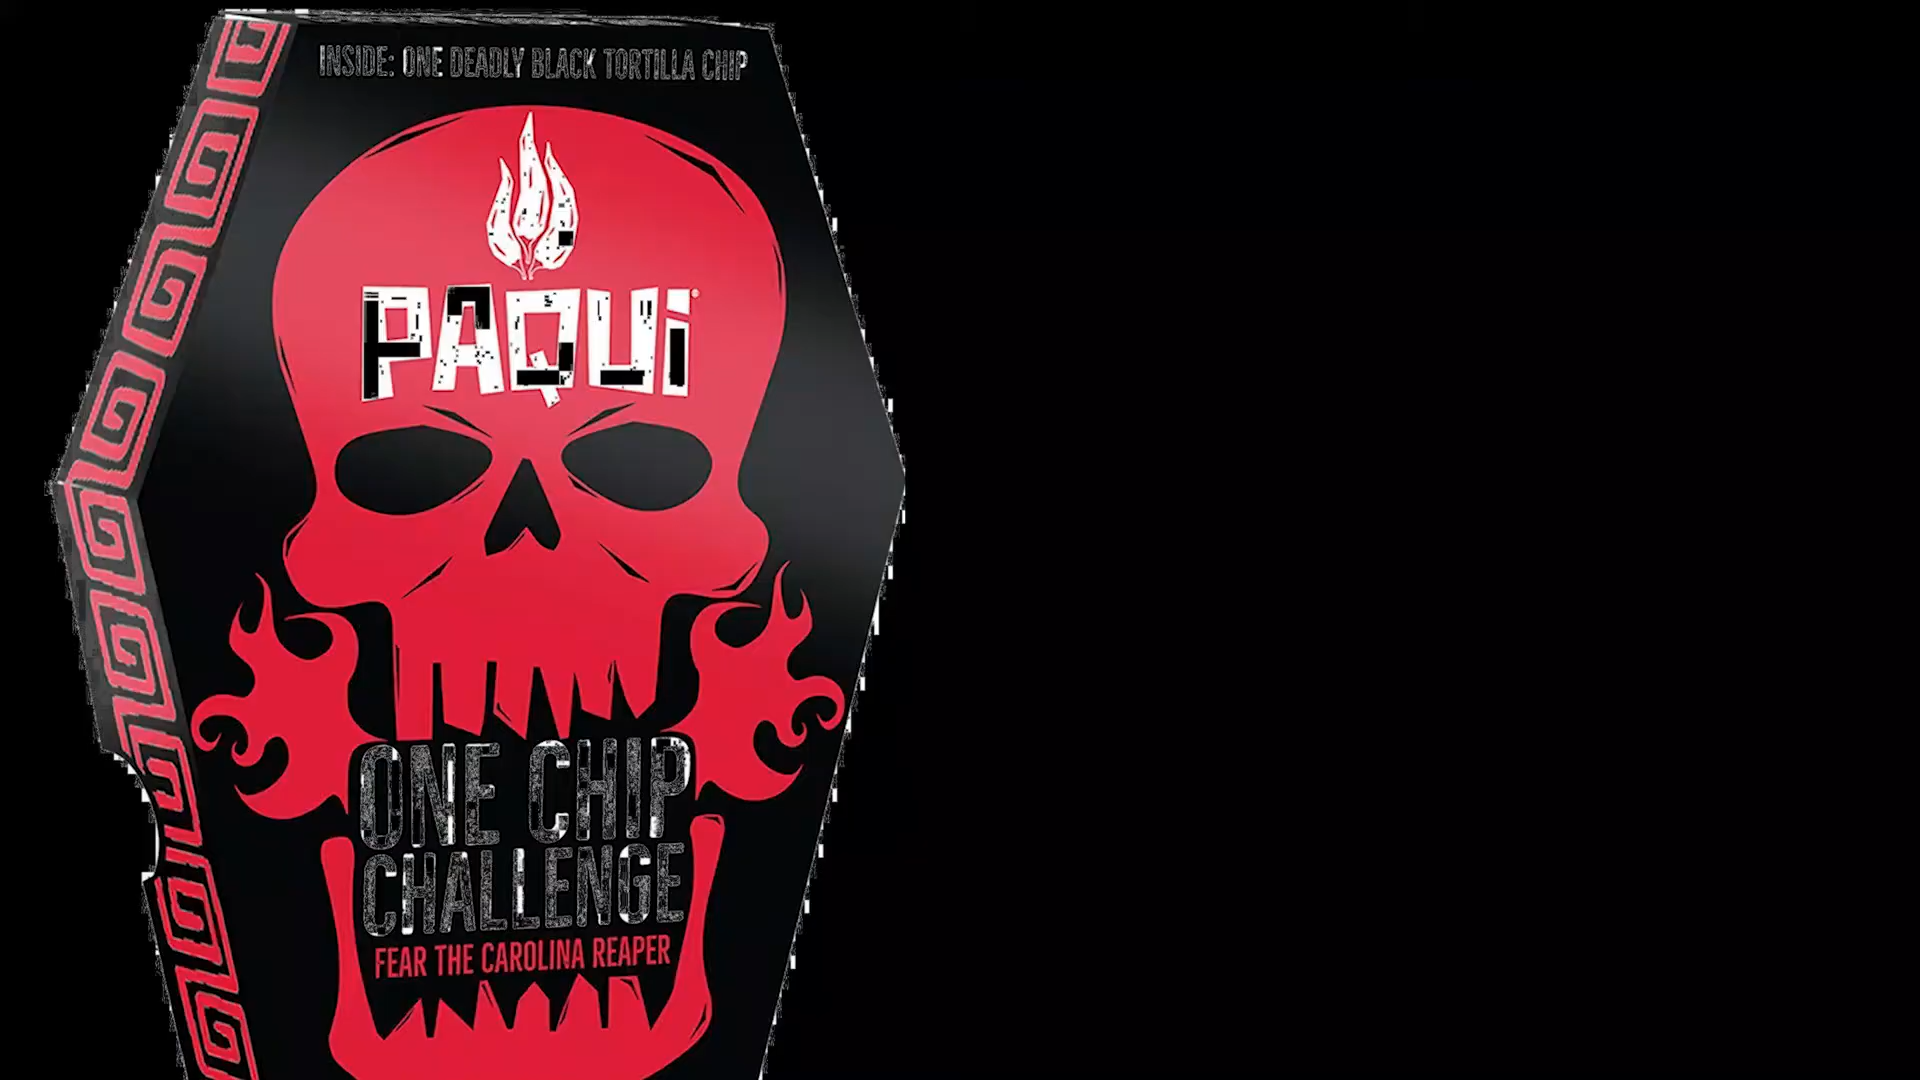 INSIDE: ONE DEADLY BLACK TORTILLA CHIP
PAQUI®
ONE CHIP
CHALLENGE
FEAR THE CAROLINA REAPER